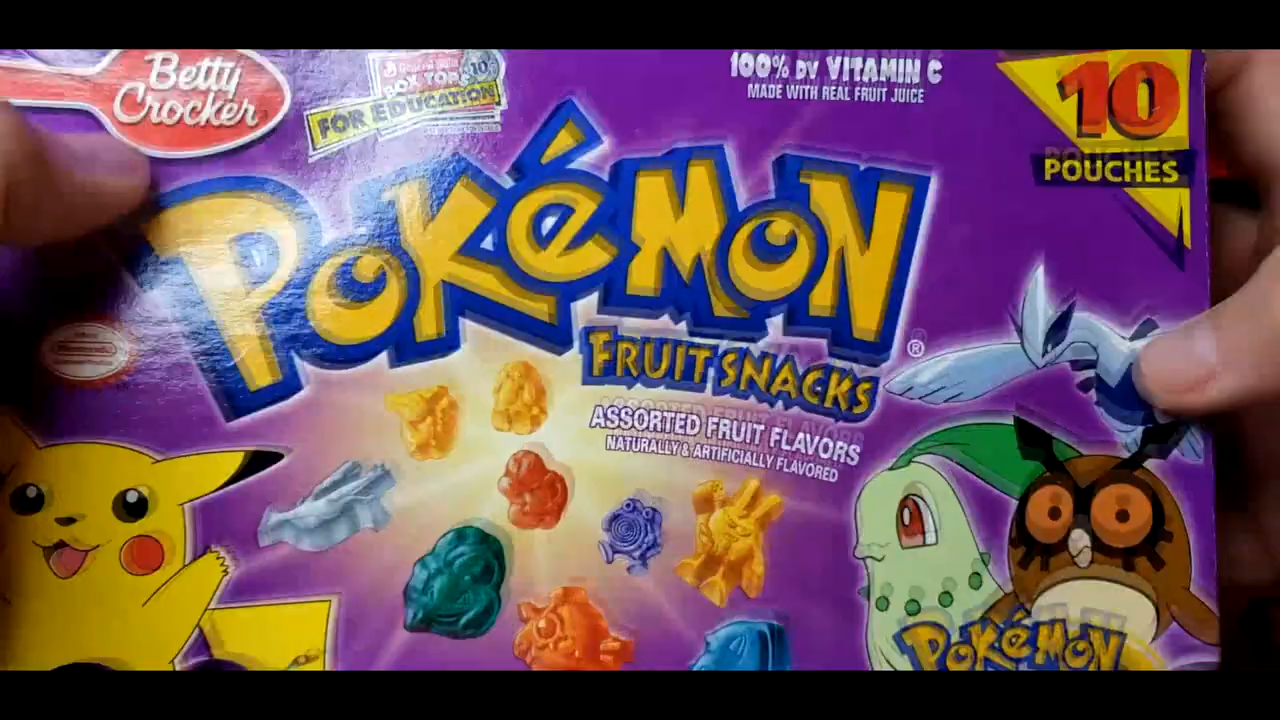 Betty
Crocker
BOX TOPS
FOR EDUCATION
10
100% DV VITAMIN C
MADE WITH REAL FRUIT JUICE
10
POUCHES
POKéMON
®
FRUIT SNACKS
ASSORTED FRUIT FLAVORS
NATURALLY & ARTIFICIALLY FLAVORED
POKéMON